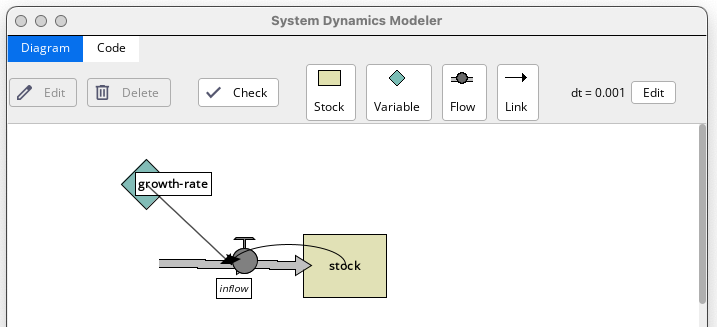 System Dynamics Modeler
Diagram Code
Edit Delete Check Stock Variable Flow Link dt = 0.001 Edit
growth-rate
stock
inflow